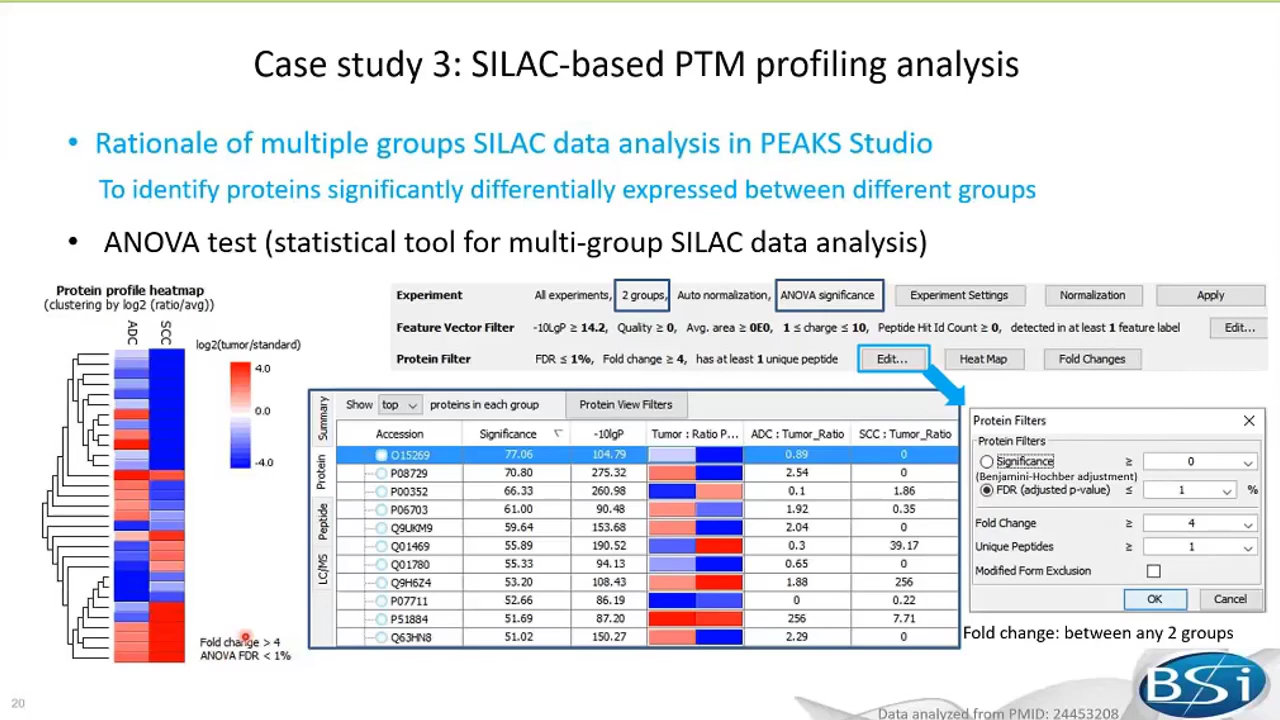 Case study 3: SILAC-based PTM profiling analysis
• Rationale of multiple groups SILAC data analysis in PEAKS Studio
To identify proteins significantly differentially expressed between different groups
• ANOVA test (statistical tool for multi-group SILAC data analysis)
Protein profile heatmap
(clustering by log2 (ratio/avg))
ADC SCC
log2(tumor/standard)
4.0
0.0
-4.0
Fold change > 4
ANOVA FDR < 1%
Experiment All experiments, 2 groups, Auto normalization, ANOVA significance Experiment Settings Normalization Apply
Feature Vector Filter -10LgP ≥ 14.2, Quality ≥ 0, Avg. area ≥ 0E0, 1 ≤ charge ≤ 10, Peptide Hit Id Count ≥ 0, detected in at least 1 feature label Edit...
Protein Filter FDR ≤ 1%, Fold change ≥ 4, has at least 1 unique peptide Edit... Heat Map Fold Changes
Summary
Protein
Peptide
LC/MS
Show top proteins in each group Protein View Filters
Accession Significance -10lgP Tumor : Ratio P... ADC : Tumor_Ratio SCC : Tumor_Ratio
O15269 77.06 104.79 0.89 0
P08729 70.80 275.32 2.54 0
P00352 66.33 260.98 0.1 1.86
P06703 61.00 90.48 1.92 0.35
Q9UKM9 59.64 153.68 2.04 0
Q01469 55.89 190.52 0.3 39.17
Q01780 55.33 94.13 0.65 0
Q9H6Z4 53.20 108.43 1.88 256
P07711 52.66 86.19 0 0.22
P51884 51.69 87.20 256 7.71
Q63HN8 51.02 150.27 2.29 0
Protein Filters
Protein Filters
Significance ≥ 0
(Benjamini-Hochber adjustment)
FDR (adjusted p-value) ≤ 1 %
Fold Change ≥ 4
Unique Peptides ≥ 1
Modified Form Exclusion
OK Cancel
Fold change: between any 2 groups
BSi
20
Data analyzed from PMID: 24453208